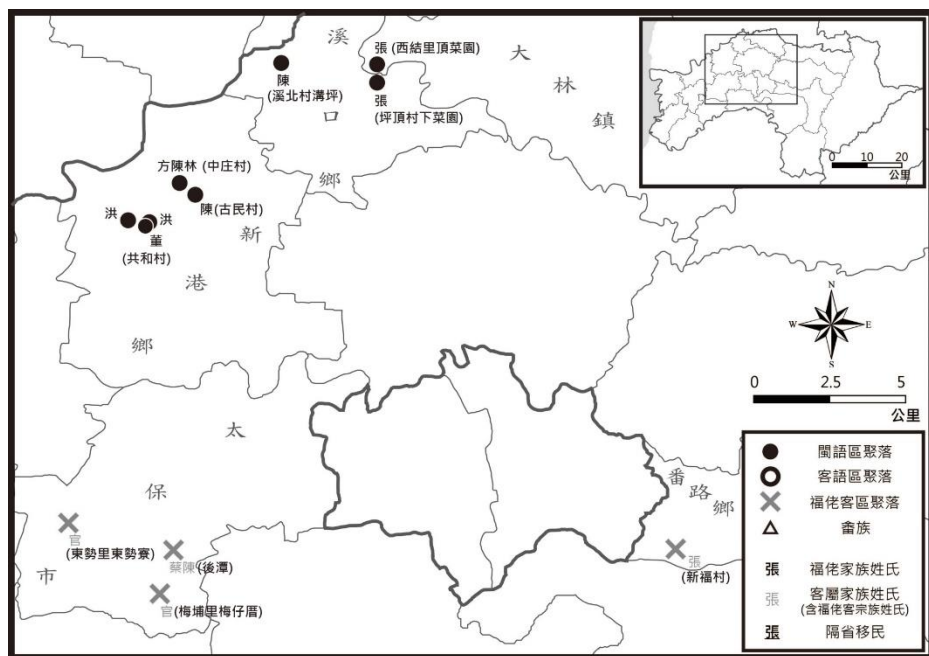 溪口鄉
大林鎮
張 (西結里頂菜園)
陳
(溪北村溝坪)
張
(坪頂村下菜園)
方陳林 (中庄村)
陳(古民村)
洪
洪
董
(共和村)
新港鄉
太保市
番路鄉
官
(東勢里東勢寮)
蔡陳(後潭)
官
(梅埔里梅仔厝)
張
(新福村)
0 10 20
公里
N
W E
S
0 2.5 5
公里
閩語區聚落
客語區聚落
福佬客區聚落
畲族
張 福佬家族姓氏
張 客屬家族姓氏
(含福佬客宗族姓氏)
張 隔省移民